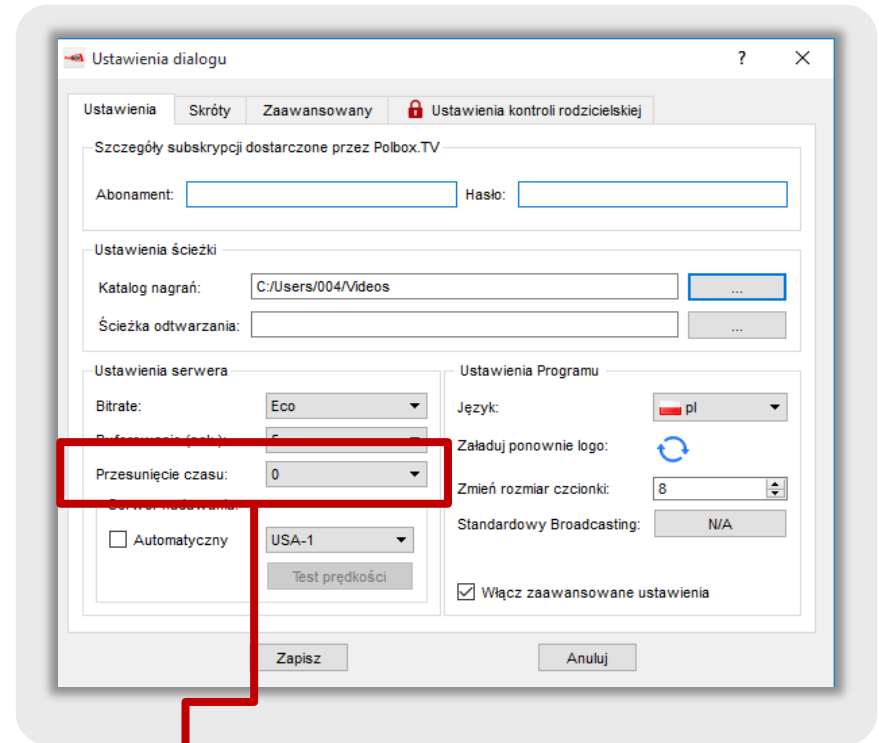 Ustawienia dialogu ?
Ustawienia Skróty Zaawansowany Ustawienia kontroli rodzicielskiej
Szczegóły subskrypcji dostarczone przez Polbox.TV
Abonament: Hasło:
Ustawienia ścieżki
Katalog nagrań: C:/Users/004/Videos ...
Ścieżka odtwarzania: ...
Ustawienia serwera
Bitrate: Eco
Przesunięcie czasu: 0
Automatyczny USA-1
Test prędkości
Ustawienia Programu
Język: pl
Załaduj ponownie logo:
Zmień rozmiar czcionki: 8
Standardowy Broadcasting: N/A
Włącz zaawansowane ustawienia
Zapisz Anuluj